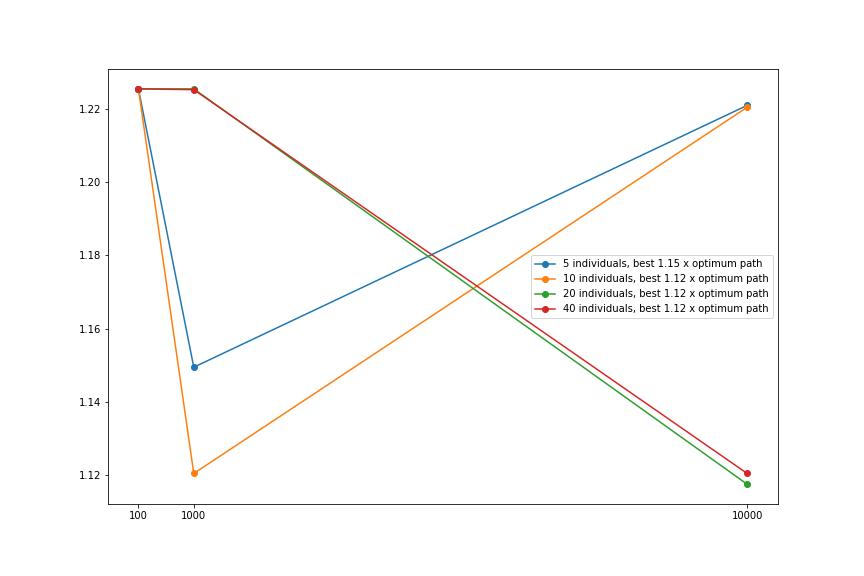 1.22
1.20
1.18
1.16
1.14
1.12
5 individuals, best 1.15 x optimum path
10 individuals, best 1.12 x optimum path
20 individuals, best 1.12 x optimum path
40 individuals, best 1.12 x optimum path
100 1000 10000